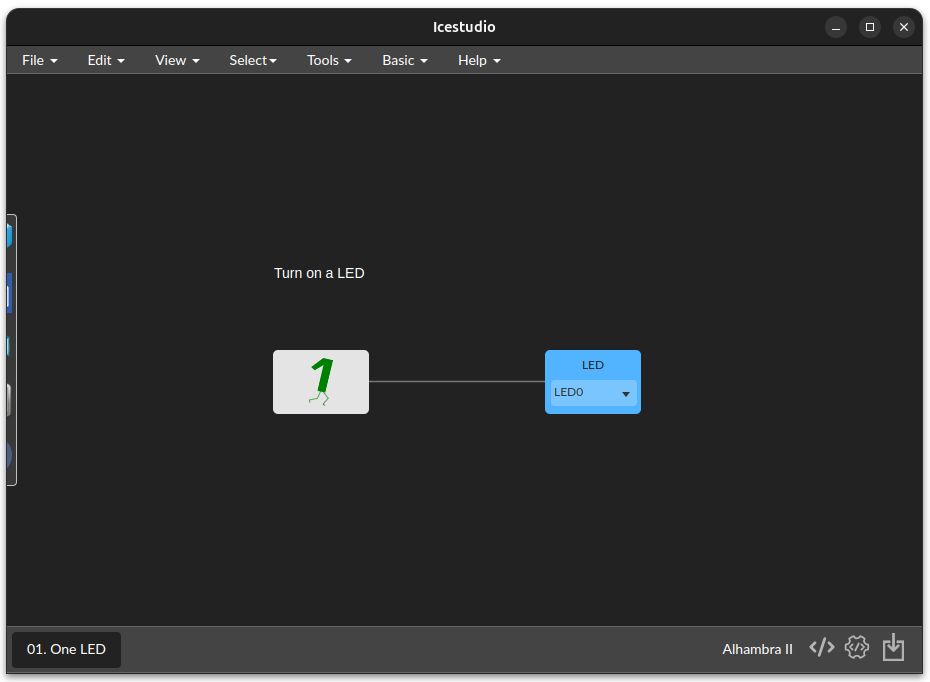 Icestudio
File Edit View Select Tools Basic Help
Turn on a LED
1
LED
LED0
01. One LED
Alhambra II